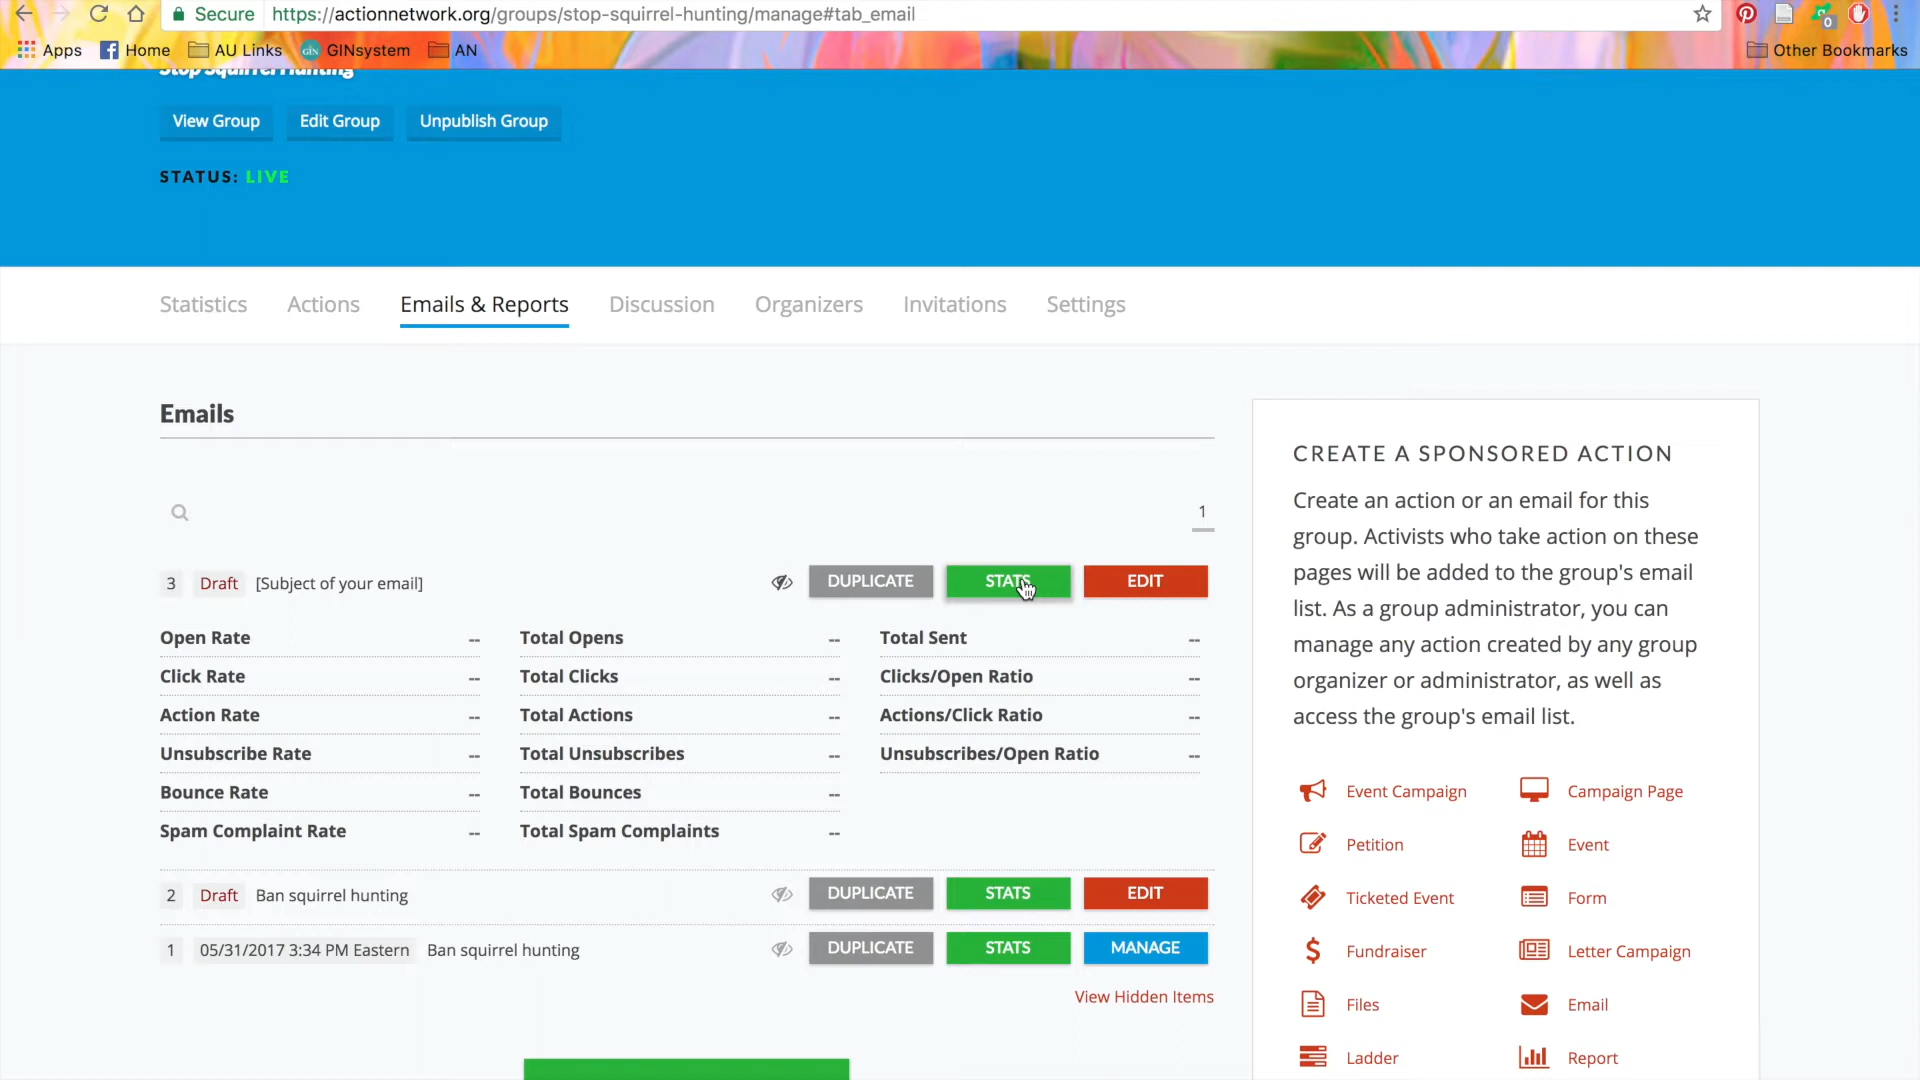 Secure https://actionnetwork.org/groups/stop-squirrel-hunting/manage#tab_email
0
Apps Home AU Links GIN GINsystem AN Other Bookmarks
Stop Squirrel Hunting
View Group Edit Group Unpublish Group
STATUS: LIVE
Statistics Actions Emails & Reports Discussion Organizers Invitations Settings
Emails
1
3 Draft [Subject of your email] DUPLICATE STATS EDIT
Open Rate -- Total Opens -- Total Sent --
Click Rate -- Total Clicks -- Clicks/Open Ratio --
Action Rate -- Total Actions -- Actions/Click Ratio --
Unsubscribe Rate -- Total Unsubscribes -- Unsubscribes/Open Ratio --
Bounce Rate -- Total Bounces --
Spam Complaint Rate -- Total Spam Complaints --
2 Draft Ban squirrel hunting DUPLICATE STATS EDIT
1 05/31/2017 3:34 PM Eastern Ban squirrel hunting DUPLICATE STATS MANAGE
View Hidden Items
CREATE A SPONSORED ACTION
Create an action or an email for this
group. Activists who take action on these
pages will be added to the group's email
list. As a group administrator, you can
manage any action created by any group
organizer or administrator, as well as
access the group's email list.
Event Campaign Campaign Page
Petition Event
Ticketed Event Form
Fundraiser Letter Campaign
Files Email
Ladder Report